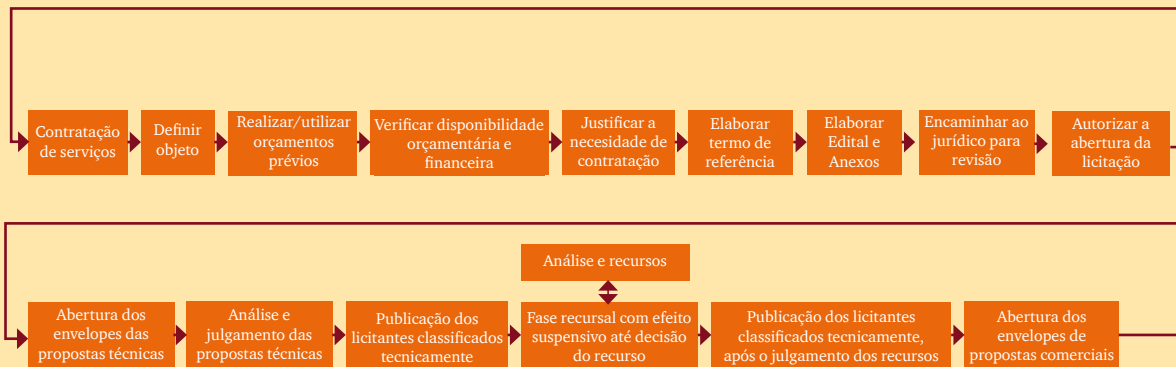 Contratação
de serviços
Definir
objeto
Realizar/utilizar
orçamentos
prévios
Verificar disponibilidade
orçamentária e
financeira
Justificar a
necesidade de
contratação
Elaborar
termo de
referência
Elaborar
Edital e
Anexos
Encaminhar ao
jurídico para
revisão
Autorizar a
abertura da
licitação
Análise e recursos
Abertura dos
envelopes das
propostas técnicas
Análise e
julgamento das
propostas técnicas
Publicação dos
licitantes classificados
tecnicamente
Fase recursal com efeito
suspensivo até decisão
do recurso
Publicação dos licitantes
classificados tecnicamente,
após o julgamento dos recursos
Abertura dos
envelopes de
propostas comerciais